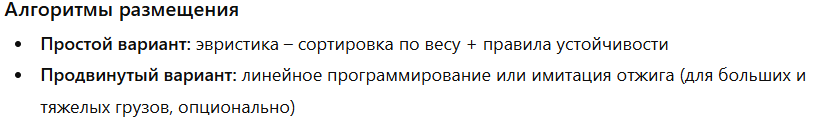 Алгоритмы размещения
• Простой вариант: эвристика – сортировка по весу + правила устойчивости
• Продвинутый вариант: линейное программирование или имитация отжига (для больших и
тяжелых грузов, опционально)